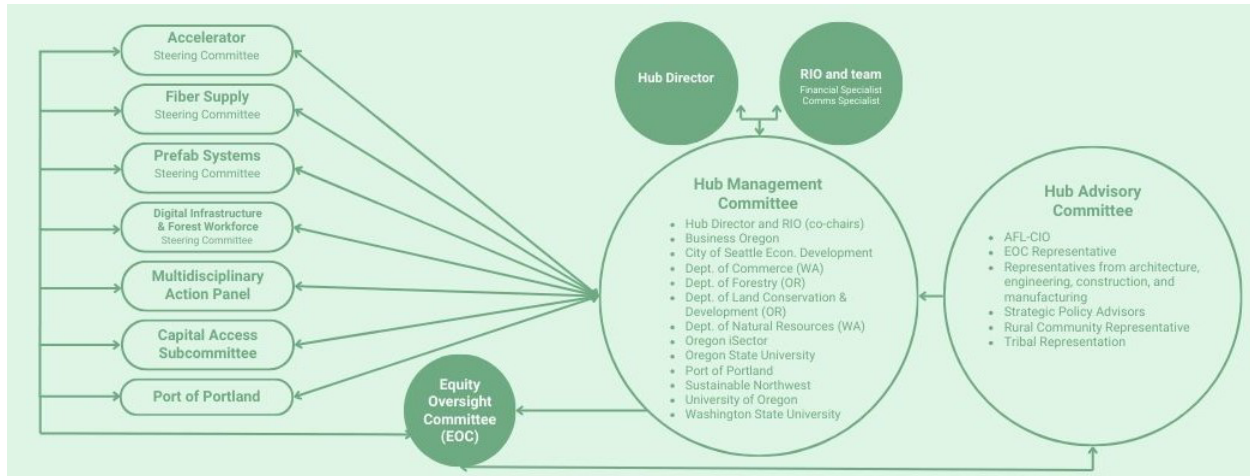 Accelerator
Steering Committee
Fiber Supply
Steering Committee
Prefab Systems
Steering Committee
Digital Infrastructure
& Forest Workforce
Steering Committee
Multidisciplinary
Action Panel
Capital Access
Subcommittee
Port of Portland
Equity
Oversight
Committee
(EOC)
Hub Director
RIO and team
Financial Specialist
Comms Specialist
Hub Management
Committee
• Hub Director and RIO (co-chairs)
• Business Oregon
• City of Seattle Econ. Development
• Dept. of Commerce (WA)
• Dept. of Forestry (OR)
• Dept. of Land Conservation &
Development (OR)
• Dept. of Natural Resources (WA)
• Oregon iSector
• Oregon State University
• Port of Portland
• Sustainable Northwest
• University of Oregon
• Washington State University
Hub Advisory
Committee
• AFL-CIO
• EOC Representative
• Representatives from architecture,
engineering, construction, and
manufacturing
• Strategic Policy Advisors
• Rural Community Representative
• Tribal Representation